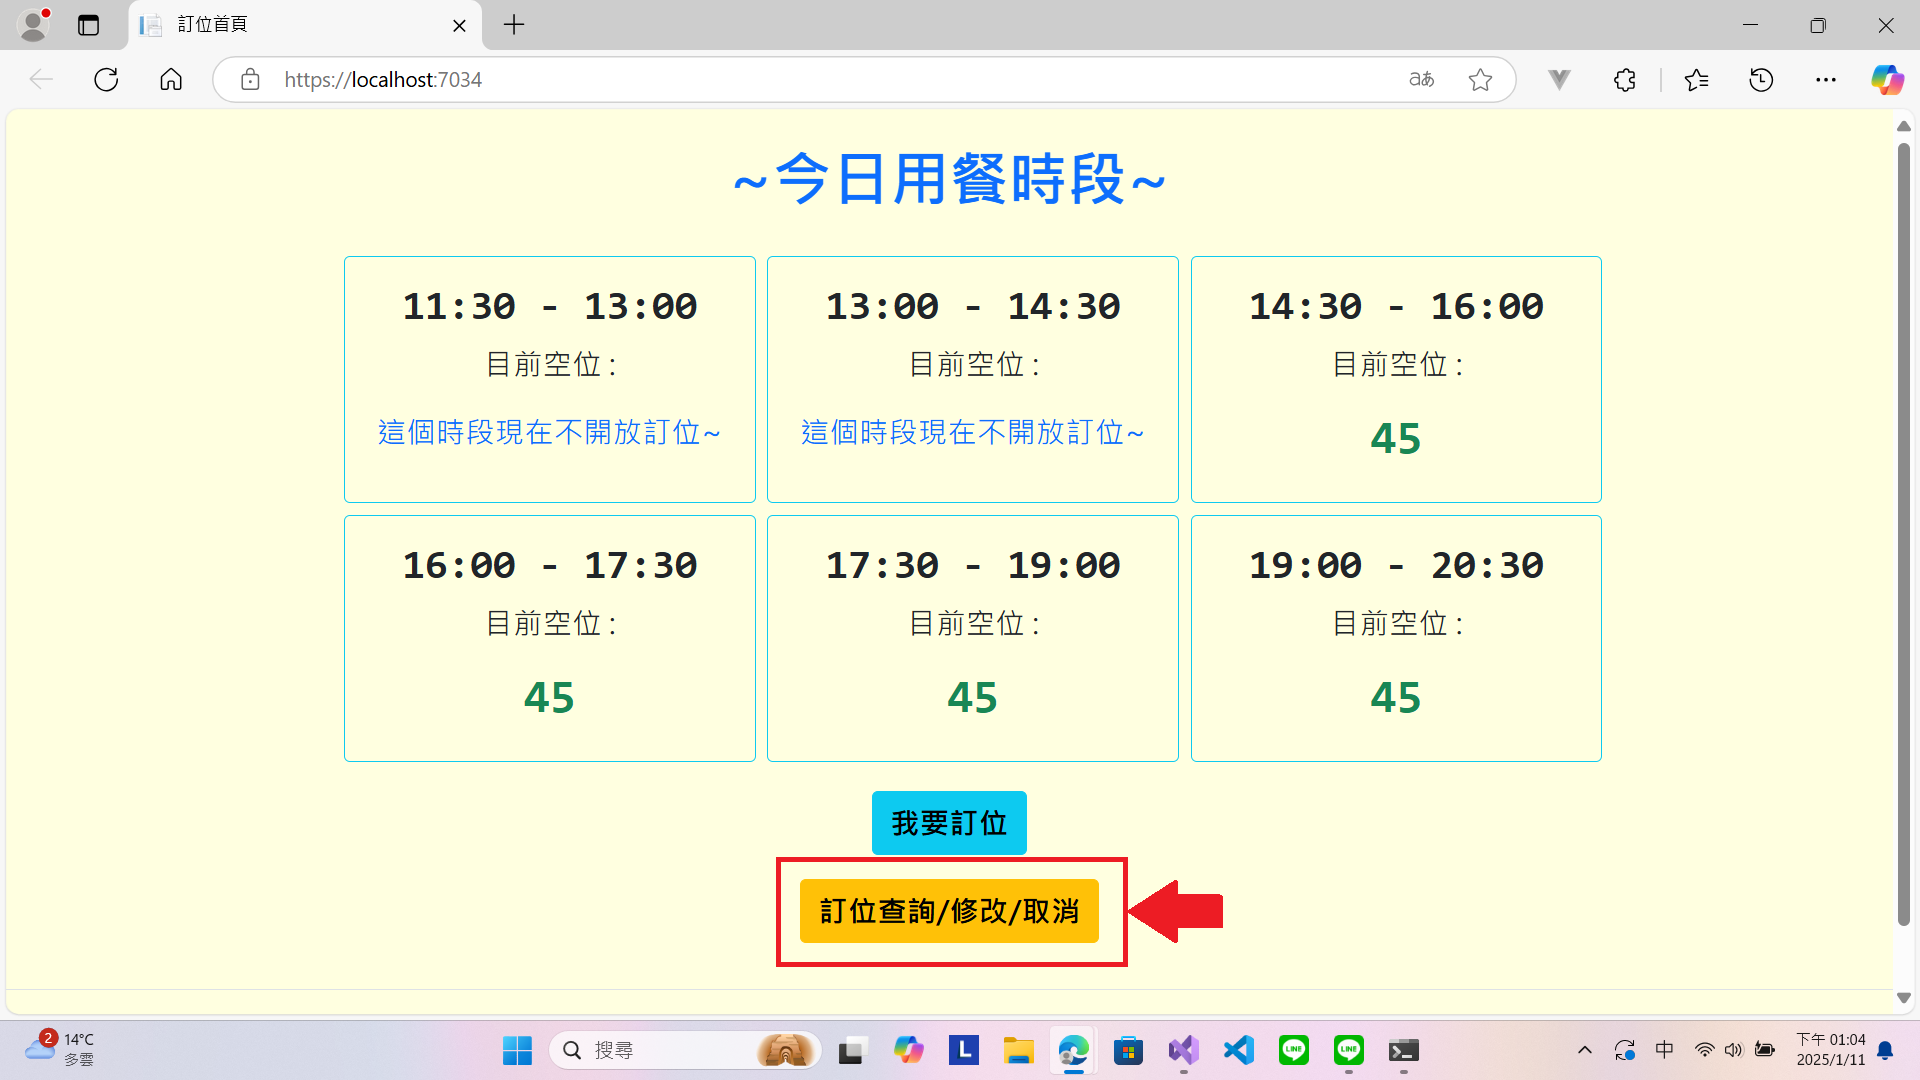 訂位首頁
https://localhost:7034
aあ
~今日用餐時段~
11:30 - 13:00
目前空位 :
這個時段現在不開放訂位~
13:00 - 14:30
目前空位 :
這個時段現在不開放訂位~
14:30 - 16:00
目前空位 :
45
16:00 - 17:30
目前空位 :
45
17:30 - 19:00
目前空位 :
45
19:00 - 20:30
目前空位 :
45
我要訂位
訂位查詢/修改/取消
2
14°C
多雲
搜尋
L
LINE
LINE
中
下午 01:04
2025/1/11